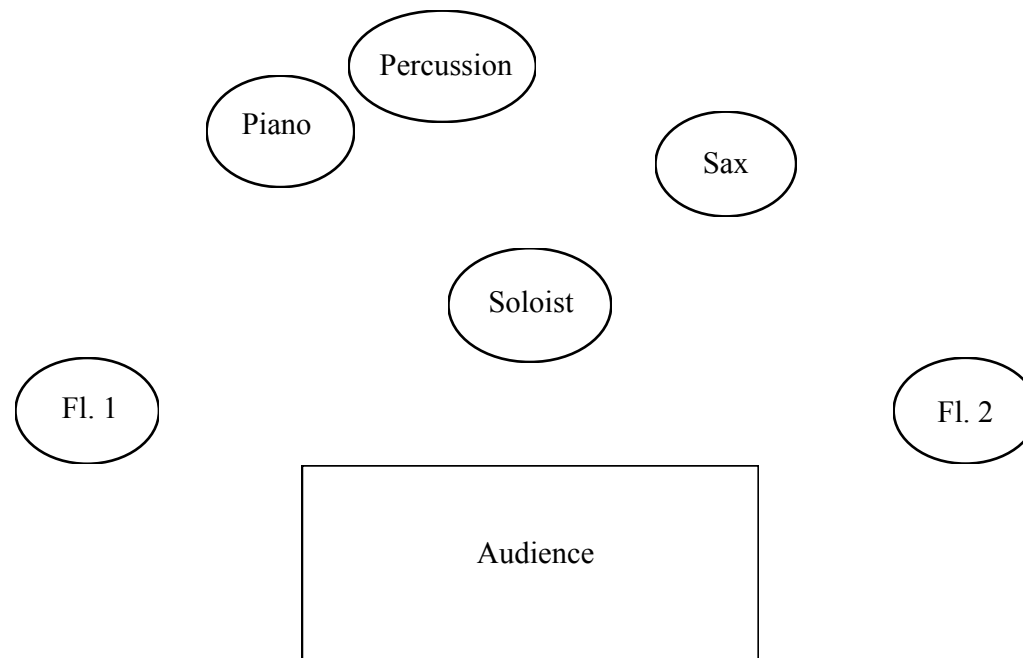 Percussion
Piano
Sax
Soloist
Fl. 1
Fl. 2
Audience